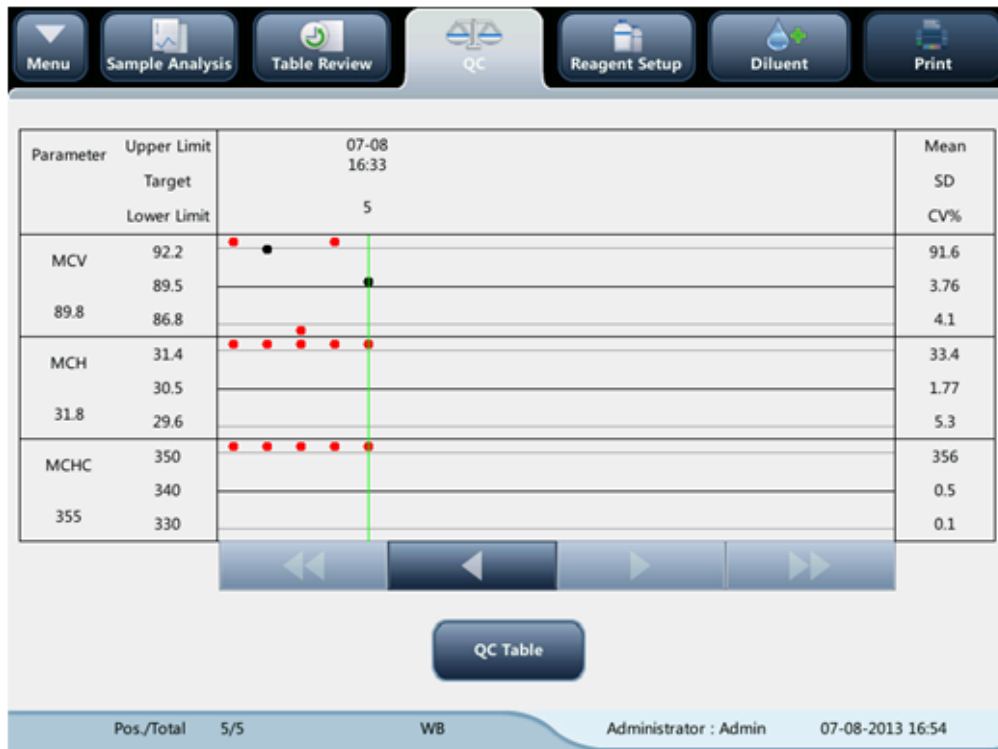 Menu
Sample Analysis
Table Review
QC
Reagent Setup
Diluent
Print
Parameter
Upper Limit
Target
Lower Limit
07-08
16:33
5
Mean
SD
CV%
MCV
89.8
92.2
89.5
86.8
91.6
3.76
4.1
MCH
31.8
31.4
30.5
29.6
33.4
1.77
5.3
MCHC
355
350
340
330
356
0.5
0.1
QC Table
Pos./Total 5/5 WB Administrator : Admin 07-08-2013 16:54